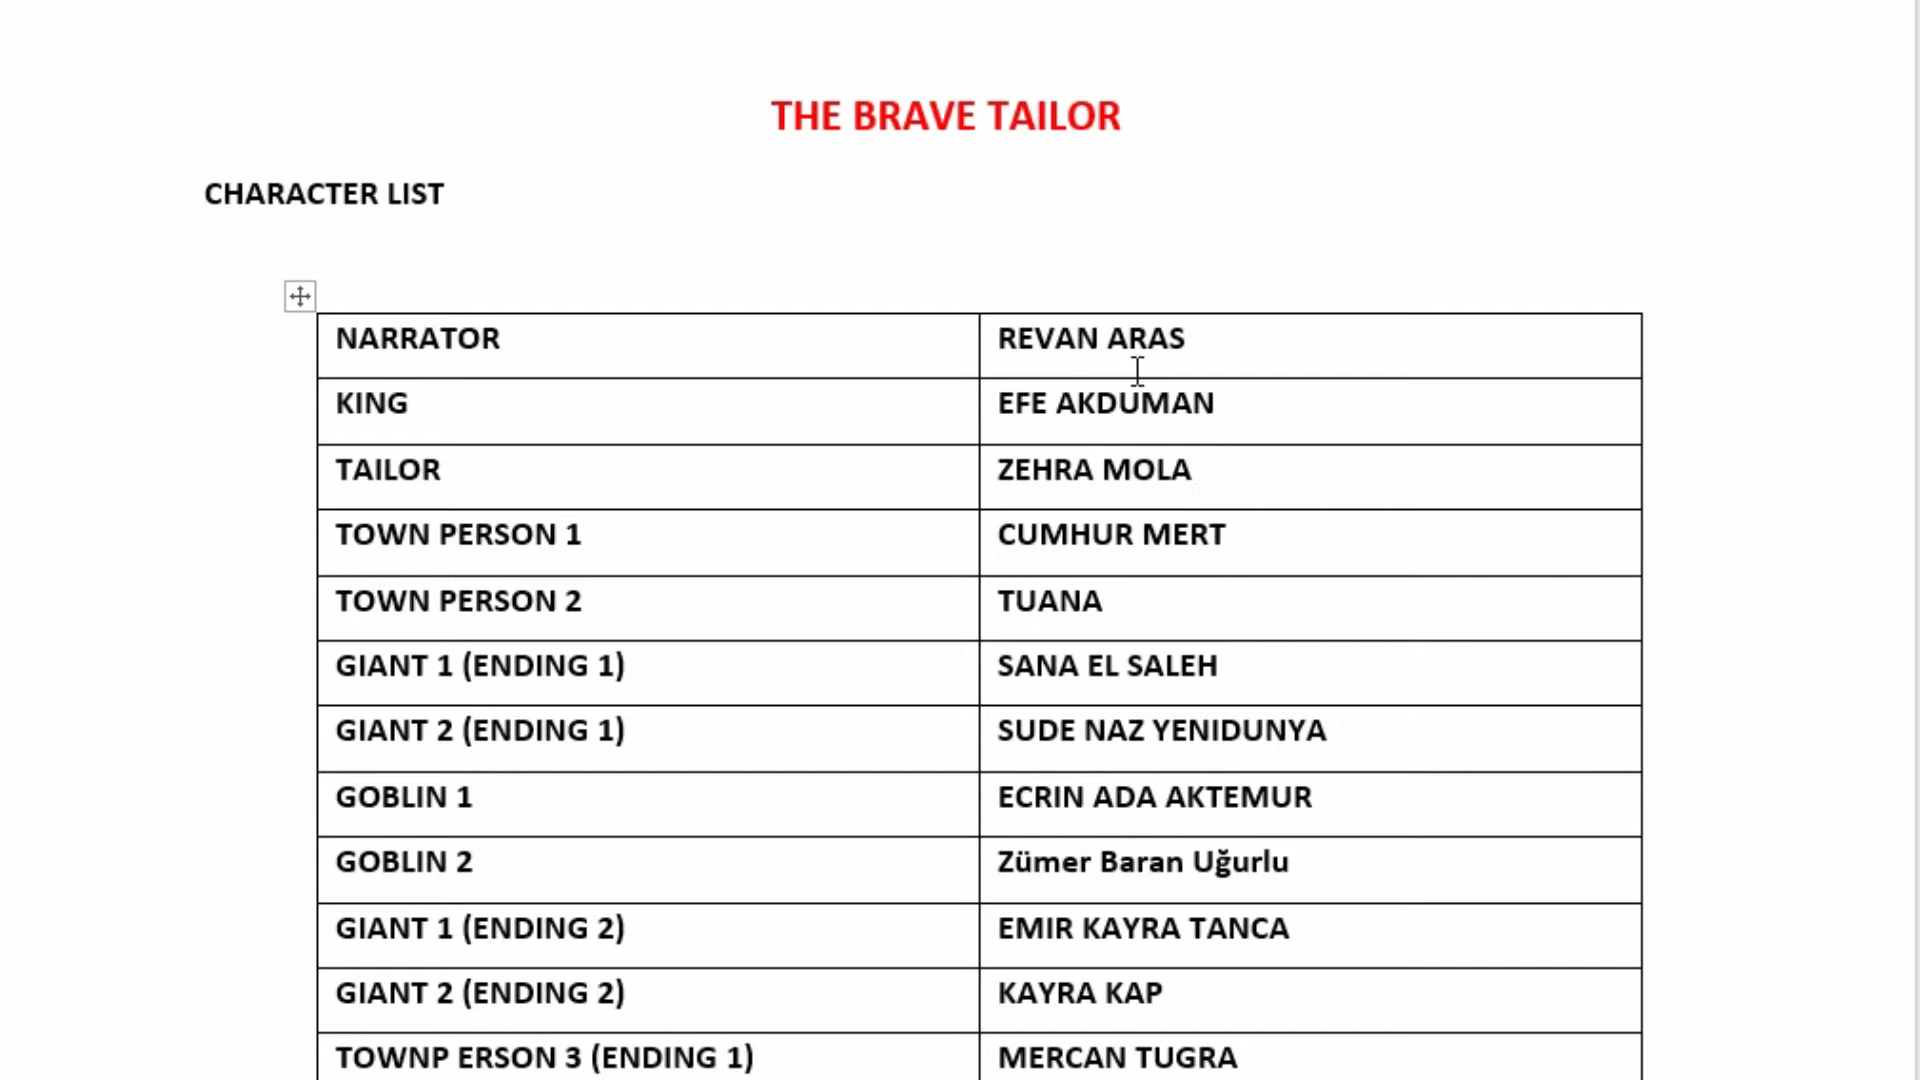 THE BRAVE TAILOR
CHARACTER LIST
NARRATOR REVAN ARAS
KING EFE AKDUMAN
TAILOR ZEHRA MOLA
TOWN PERSON 1 CUMHUR MERT
TOWN PERSON 2 TUANA
GIANT 1 (ENDING 1) SANA EL SALEH
GIANT 2 (ENDING 1) SUDE NAZ YENIDUNYA
GOBLIN 1 ECRIN ADA AKTEMUR
GOBLIN 2 Zümer Baran Uğurlu
GIANT 1 (ENDING 2) EMIR KAYRA TANCA
GIANT 2 (ENDING 2) KAYRA KAP
TOWNP ERSON 3 (ENDING 1) MERCAN TUGRA